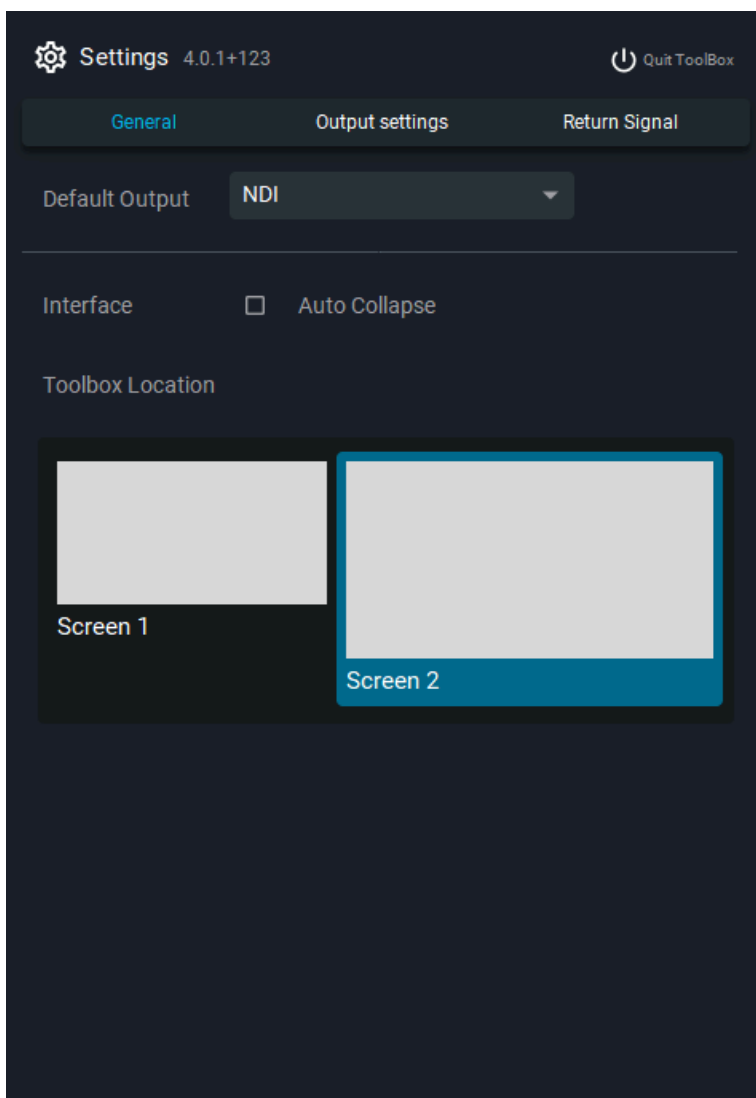 Settings 4.0.1+123 Quit ToolBox
General Output settings Return Signal
Default Output NDI
Interface Auto Collapse
Toolbox Location
Screen 1
Screen 2